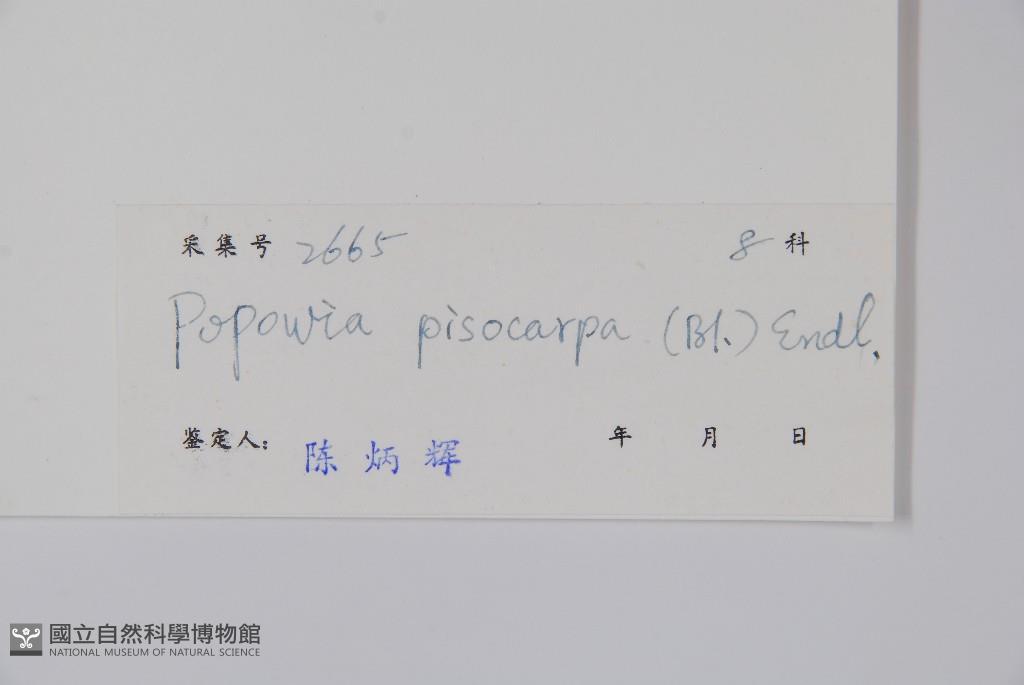 采集号 2665 8 科
Popowia pisocarpa (Bl.) Endl.
鉴定人: 陈炳辉 年 月 日
國立自然科學博物館
NATIONAL MUSEUM OF NATURAL SCIENCE